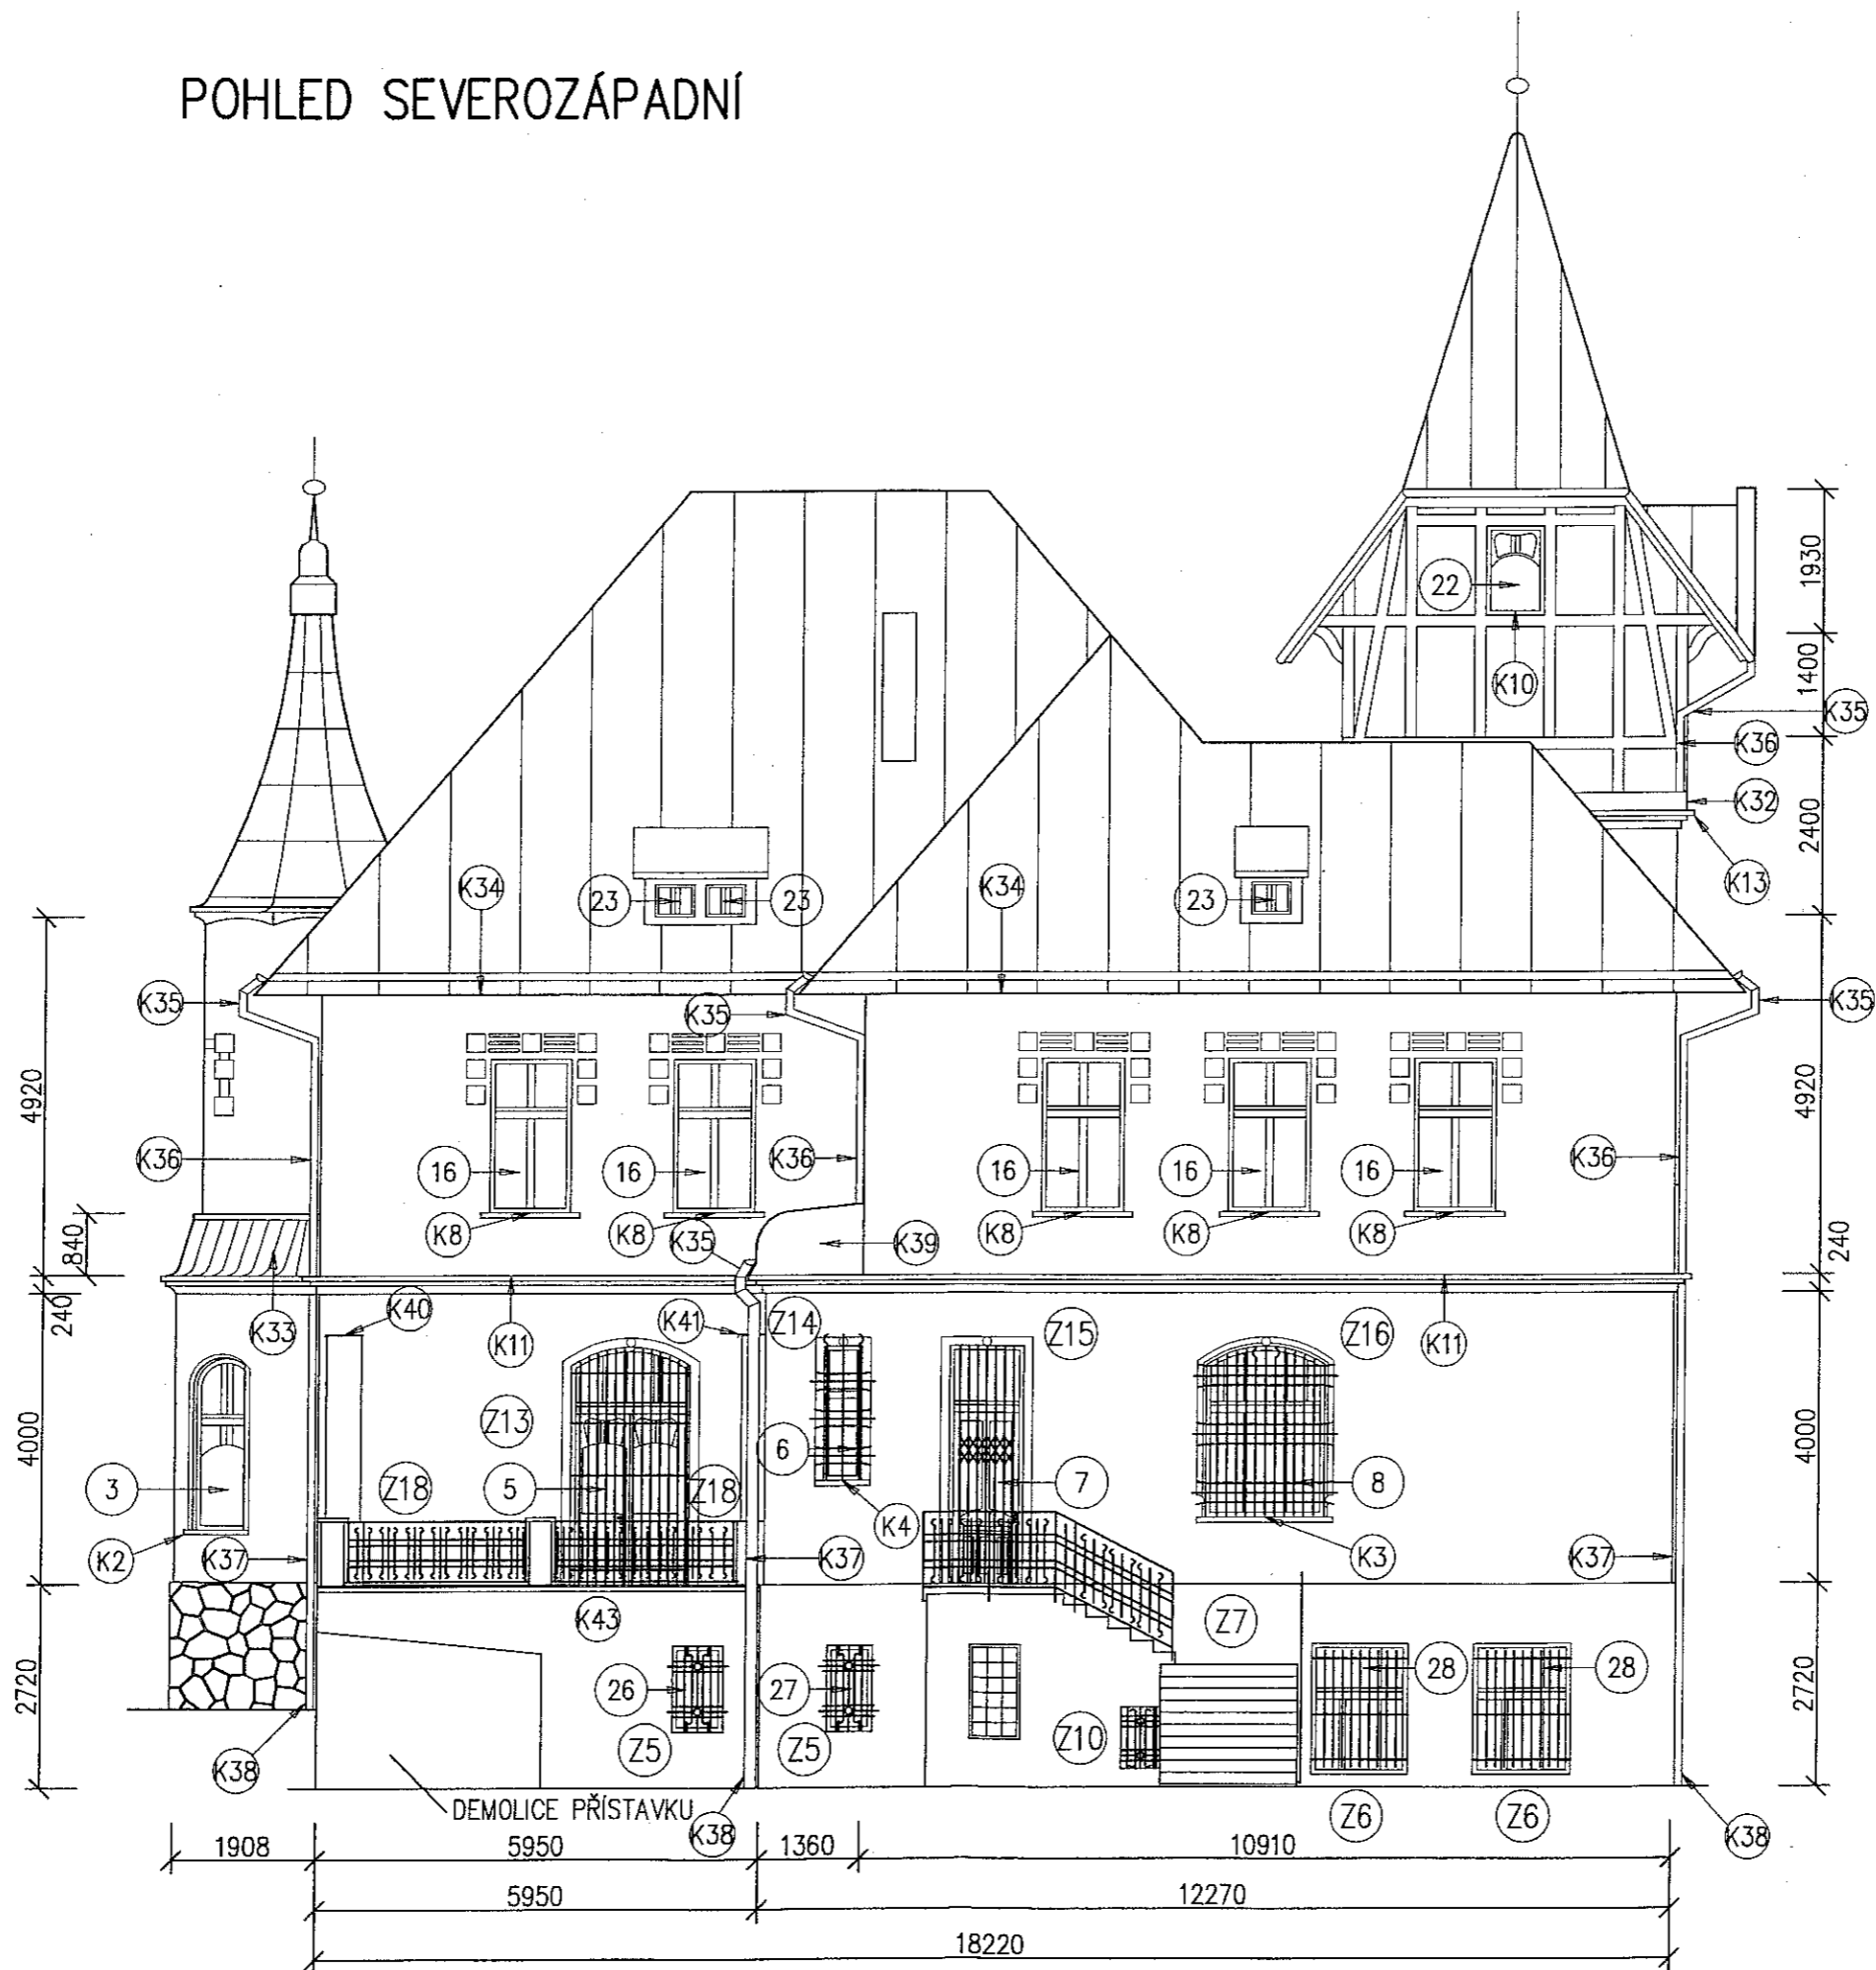 POHLED SEVEROZÁPADNÍ
1930
22
1400
K10
K35
K36
K32
2400
K34
23
23
K34
23
K13
K35
K35
K35
4920
4920
K36
16
16
K36
16
16
16
K36
840
K8
K8
K35
K39
K8
K8
K8
240
240
K33
K40
K11
K41
Z14
Z15
Z16
K11
Z13
4000
4000
3
Z18
5
Z18
6
7
8
K4
K2
K37
K37
K3
K37
K43
Z7
2720
26
27
28
28
2720
Z5
Z5
Z10
K38
DEMOLICE PŘÍSTAVKU
K38
Z6
Z6
K38
1908
5950
1360
10910
5950
12270
18220